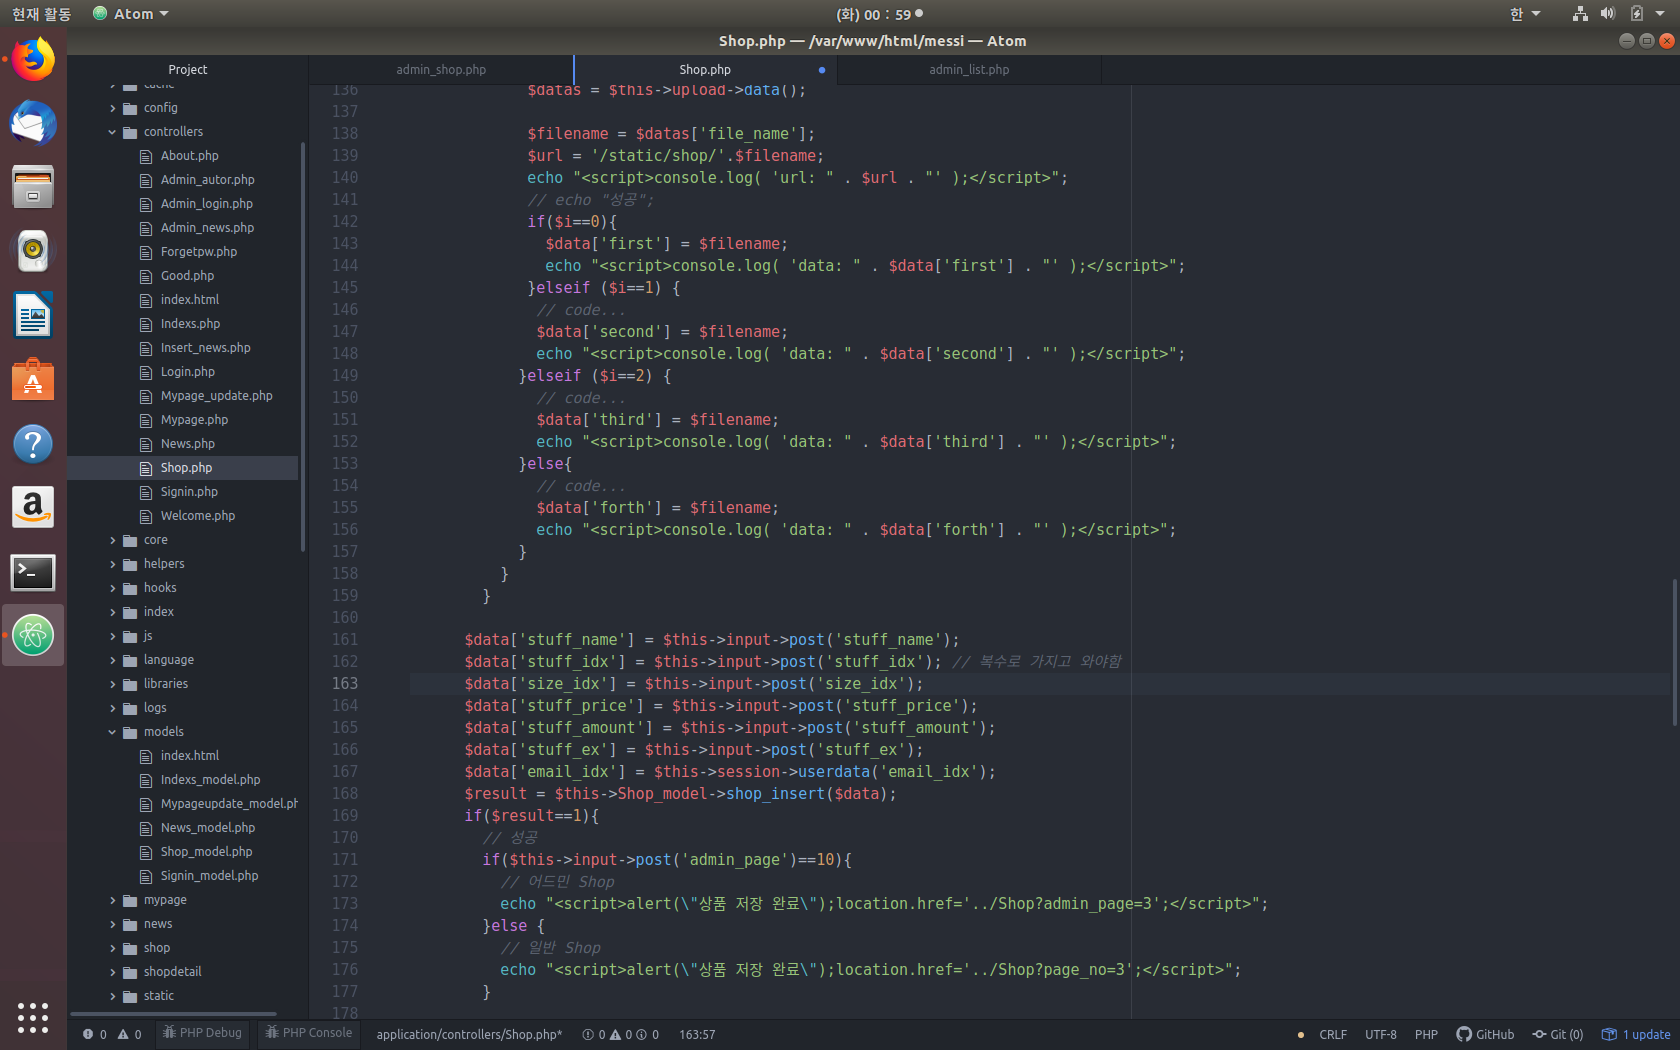 현재 활동
Atom
(화) 00 : 59
한
Shop.php — /var/www/html/messi — Atom
Project
admin_shop.php
Shop.php
admin_list.php
cache
config
controllers
About.php
Admin_autor.php
Admin_login.php
Admin_news.php
Forgetpw.php
Good.php
index.html
Indexs.php
Insert_news.php
Login.php
Mypage_update.php
Mypage.php
News.php
Shop.php
Signin.php
Welcome.php
core
helpers
hooks
index
js
language
libraries
logs
models
index.html
Indexs_model.php
Mypageupdate_model.ph
News_model.php
Shop_model.php
Signin_model.php
mypage
news
shop
shopdetail
static
136 $datas = $this->upload->data();
137
138 $filename = $datas['file_name'];
139 $url = '/static/shop/'.$filename;
140 echo "<script>console.log( 'url: " . $url . "' );</script>";
141 // echo "성공";
142 if($i==0){
143 $data['first'] = $filename;
144 echo "<script>console.log( 'data: " . $data['first'] . "' );</script>";
145 }elseif ($i==1) {
146 // code...
147 $data['second'] = $filename;
148 echo "<script>console.log( 'data: " . $data['second'] . "' );</script>";
149 }elseif ($i==2) {
150 // code...
151 $data['third'] = $filename;
152 echo "<script>console.log( 'data: " . $data['third'] . "' );</script>";
153 }else{
154 // code...
155 $data['forth'] = $filename;
156 echo "<script>console.log( 'data: " . $data['forth'] . "' );</script>";
157 }
158 }
159 }
160
161 $data['stuff_name'] = $this->input->post('stuff_name');
162 $data['stuff_idx'] = $this->input->post('stuff_idx'); // 복수로 가지고 와야함
163 $data['size_idx'] = $this->input->post('size_idx');
164 $data['stuff_price'] = $this->input->post('stuff_price');
165 $data['stuff_amount'] = $this->input->post('stuff_amount');
166 $data['stuff_ex'] = $this->input->post('stuff_ex');
167 $data['email_idx'] = $this->session->userdata('email_idx');
168 $result = $this->Shop_model->shop_insert($data);
169 if($result==1){
170 // 성공
171 if($this->input->post('admin_page')==10){
172 // 어드민 Shop
173 echo "<script>alert(\"상품 저장 완료\");location.href='../Shop?admin_page=3';</script>";
174 }else {
175 // 일반 Shop
176 echo "<script>alert(\"상품 저장 완료\");location.href='../Shop?page_no=3';</script>";
177 }
178
0 0 PHP Debug PHP Console application/controllers/Shop.php* 0 0 0 163:57 CRLF UTF-8 PHP GitHub Git (0) 1 update